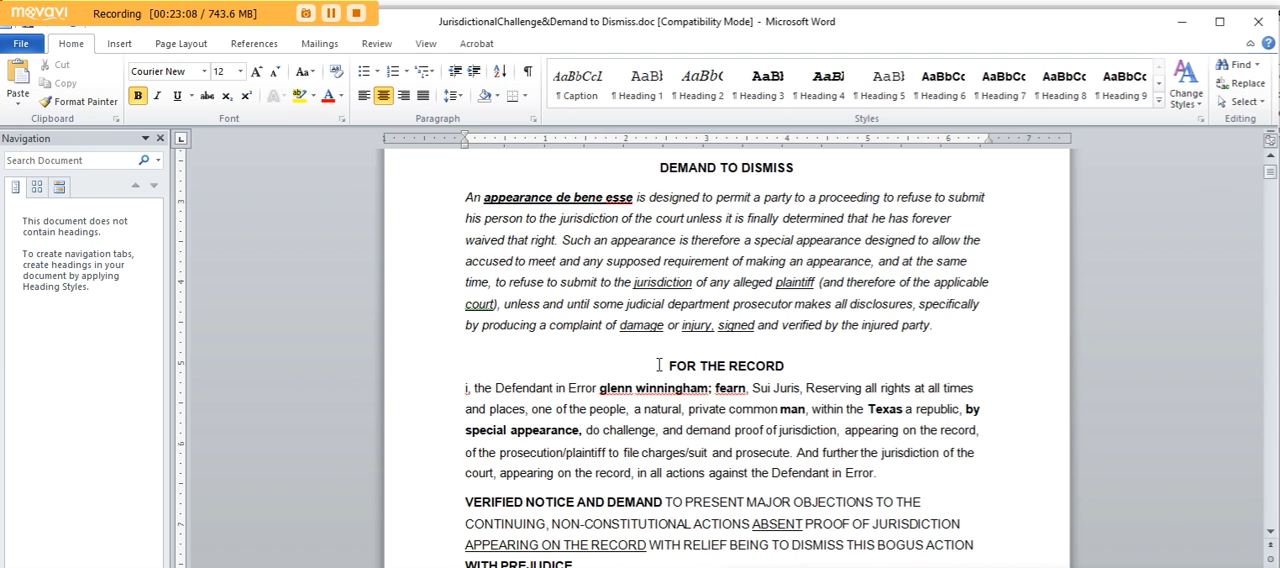 movavi Recording [00:23:08 / 743.6 M]
JurisdictionalChallenge&Demand to Dismiss.doc [Compatibility Mode] - Microsoft Word
File Home Insert Page Layout References Mailings Review View Acrobat
Cut
Copy
Paste Format Painter
Clipboard
Courier New 12
Font
Paragraph
AaBbCcI AaBl AaBbC AaBl AaBl AaBl AaBbCc AaBbCc AaBbCc AaBbCc
¶ Caption ¶ Heading 1 ¶ Heading 2 ¶ Heading 3 ¶ Heading 4 ¶ Heading 5 ¶ Heading 6 ¶ Heading 7 ¶ Heading 8 ¶ Heading 9
Styles
Change Styles
Find
Replace
Select
Editing
Navigation
Search Document
This document does not
contain headings.
To create navigation tabs,
create headings in your
document by applying
Heading Styles.
DEMAND TO DISMISS
An appearance de bene esse is designed to permit a party to a proceeding to refuse to submit
his person to the jurisdiction of the court unless it is finally determined that he has forever
waived that right. Such an appearance is therefore a special appearance designed to allow the
accused to meet and any supposed requirement of making an appearance, and at the same
time, to refuse to submit to the jurisdiction of any alleged plaintiff (and therefore of the applicable
court), unless and until some judicial department prosecutor makes all disclosures, specifically
by producing a complaint of damage or injury, signed and verified by the injured party.
FOR THE RECORD
i, the Defendant in Error glenn winningham; fearn, Sui Juris, Reserving all rights at all times
and places, one of the people, a natural, private common man, within the Texas a republic, by
special appearance, do challenge, and demand proof of jurisdiction, appearing on the record,
of the prosecution/plaintiff to file charges/suit and prosecute. And further the jurisdiction of the
court, appearing on the record, in all actions against the Defendant in Error.
VERIFIED NOTICE AND DEMAND TO PRESENT MAJOR OBJECTIONS TO THE
CONTINUING, NON-CONSTITUTIONAL ACTIONS ABSENT PROOF OF JURISDICTION
APPEARING ON THE RECORD WITH RELIEF BEING TO DISMISS THIS BOGUS ACTION
WITH PREJUDICE